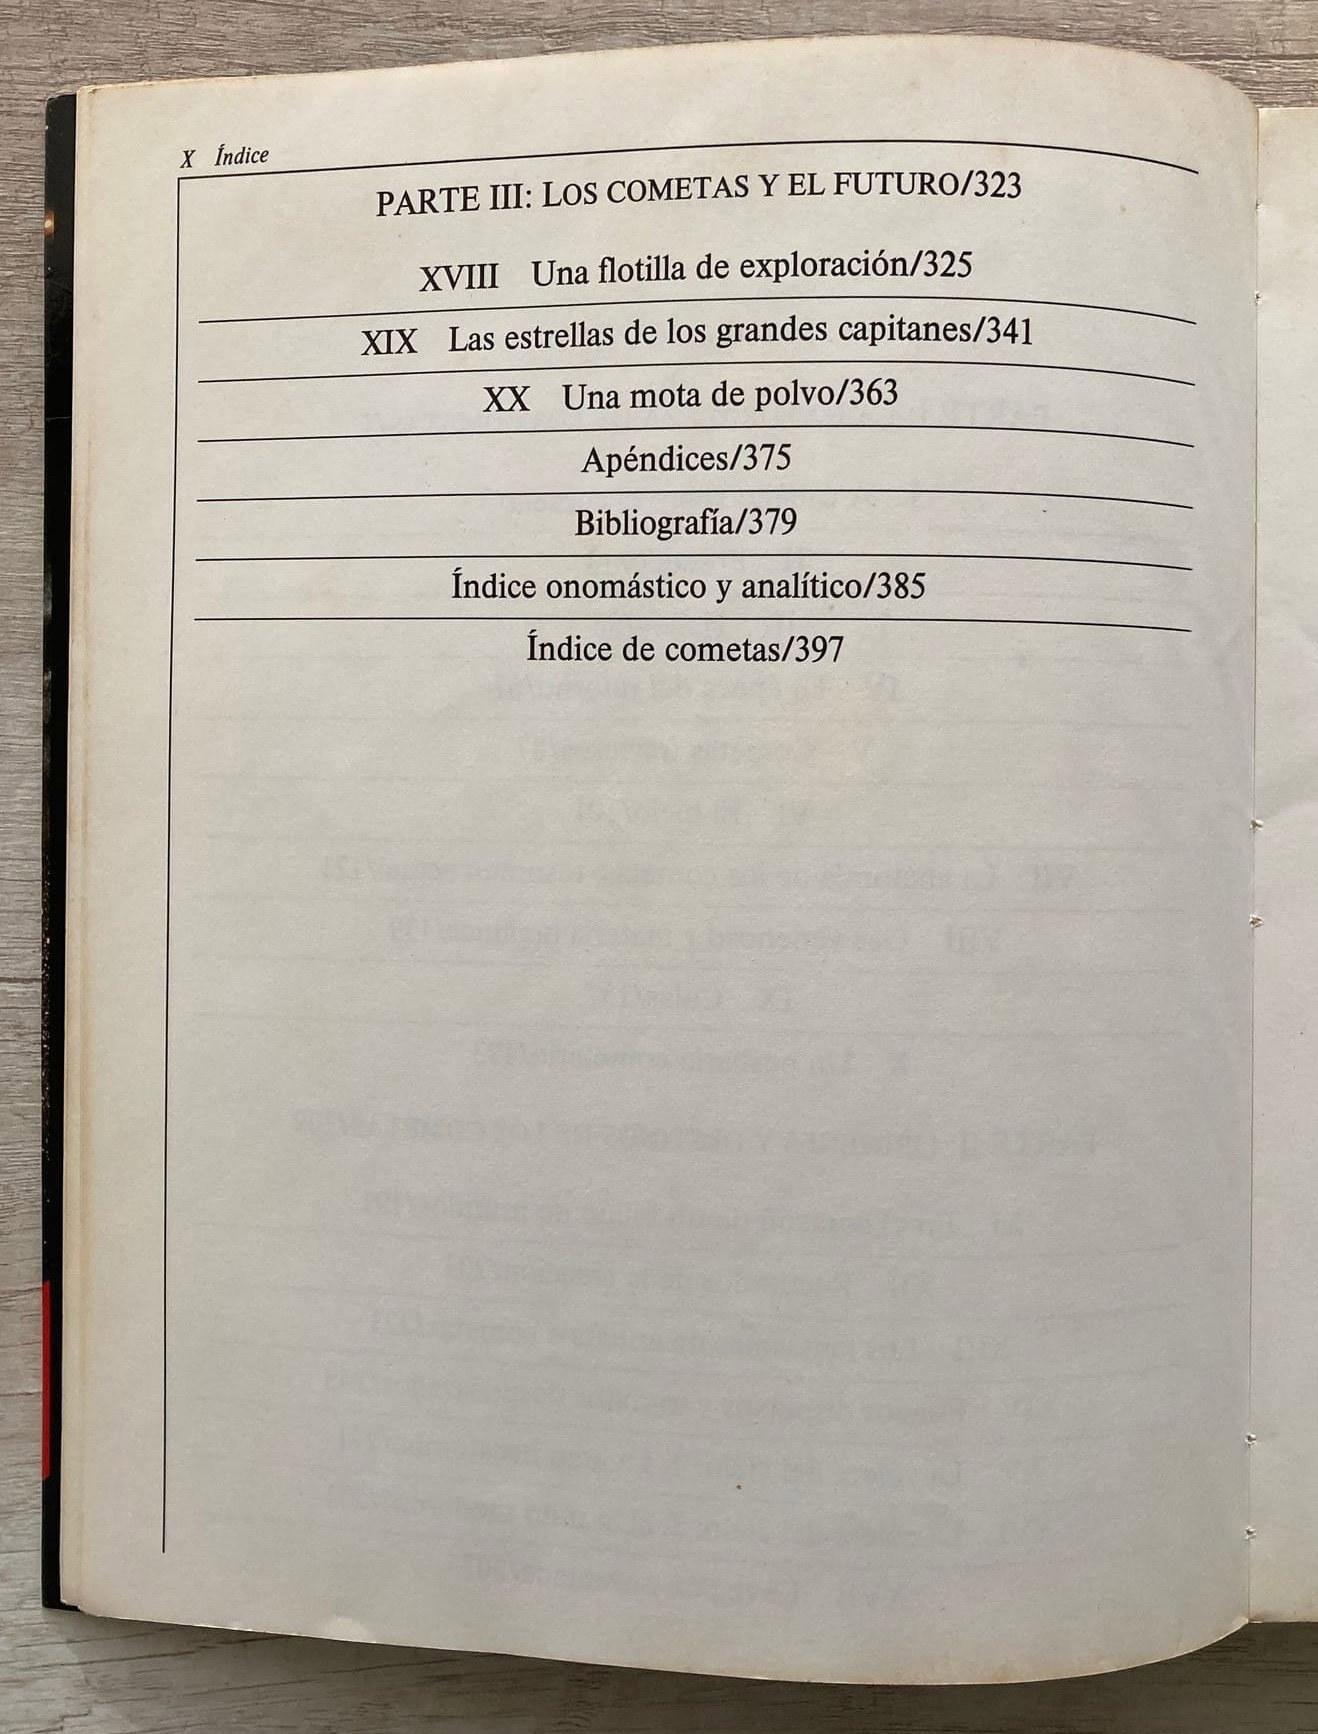 X Índice
PARTE III: LOS COMETAS Y EL FUTURO/323
XVIII Una flotilla de exploración/325
XIX Las estrellas de los grandes capitanes/341
XX Una mota de polvo/363
Apéndices/375
Bibliografía/379
Índice onomástico y analítico/385
Índice de cometas/397